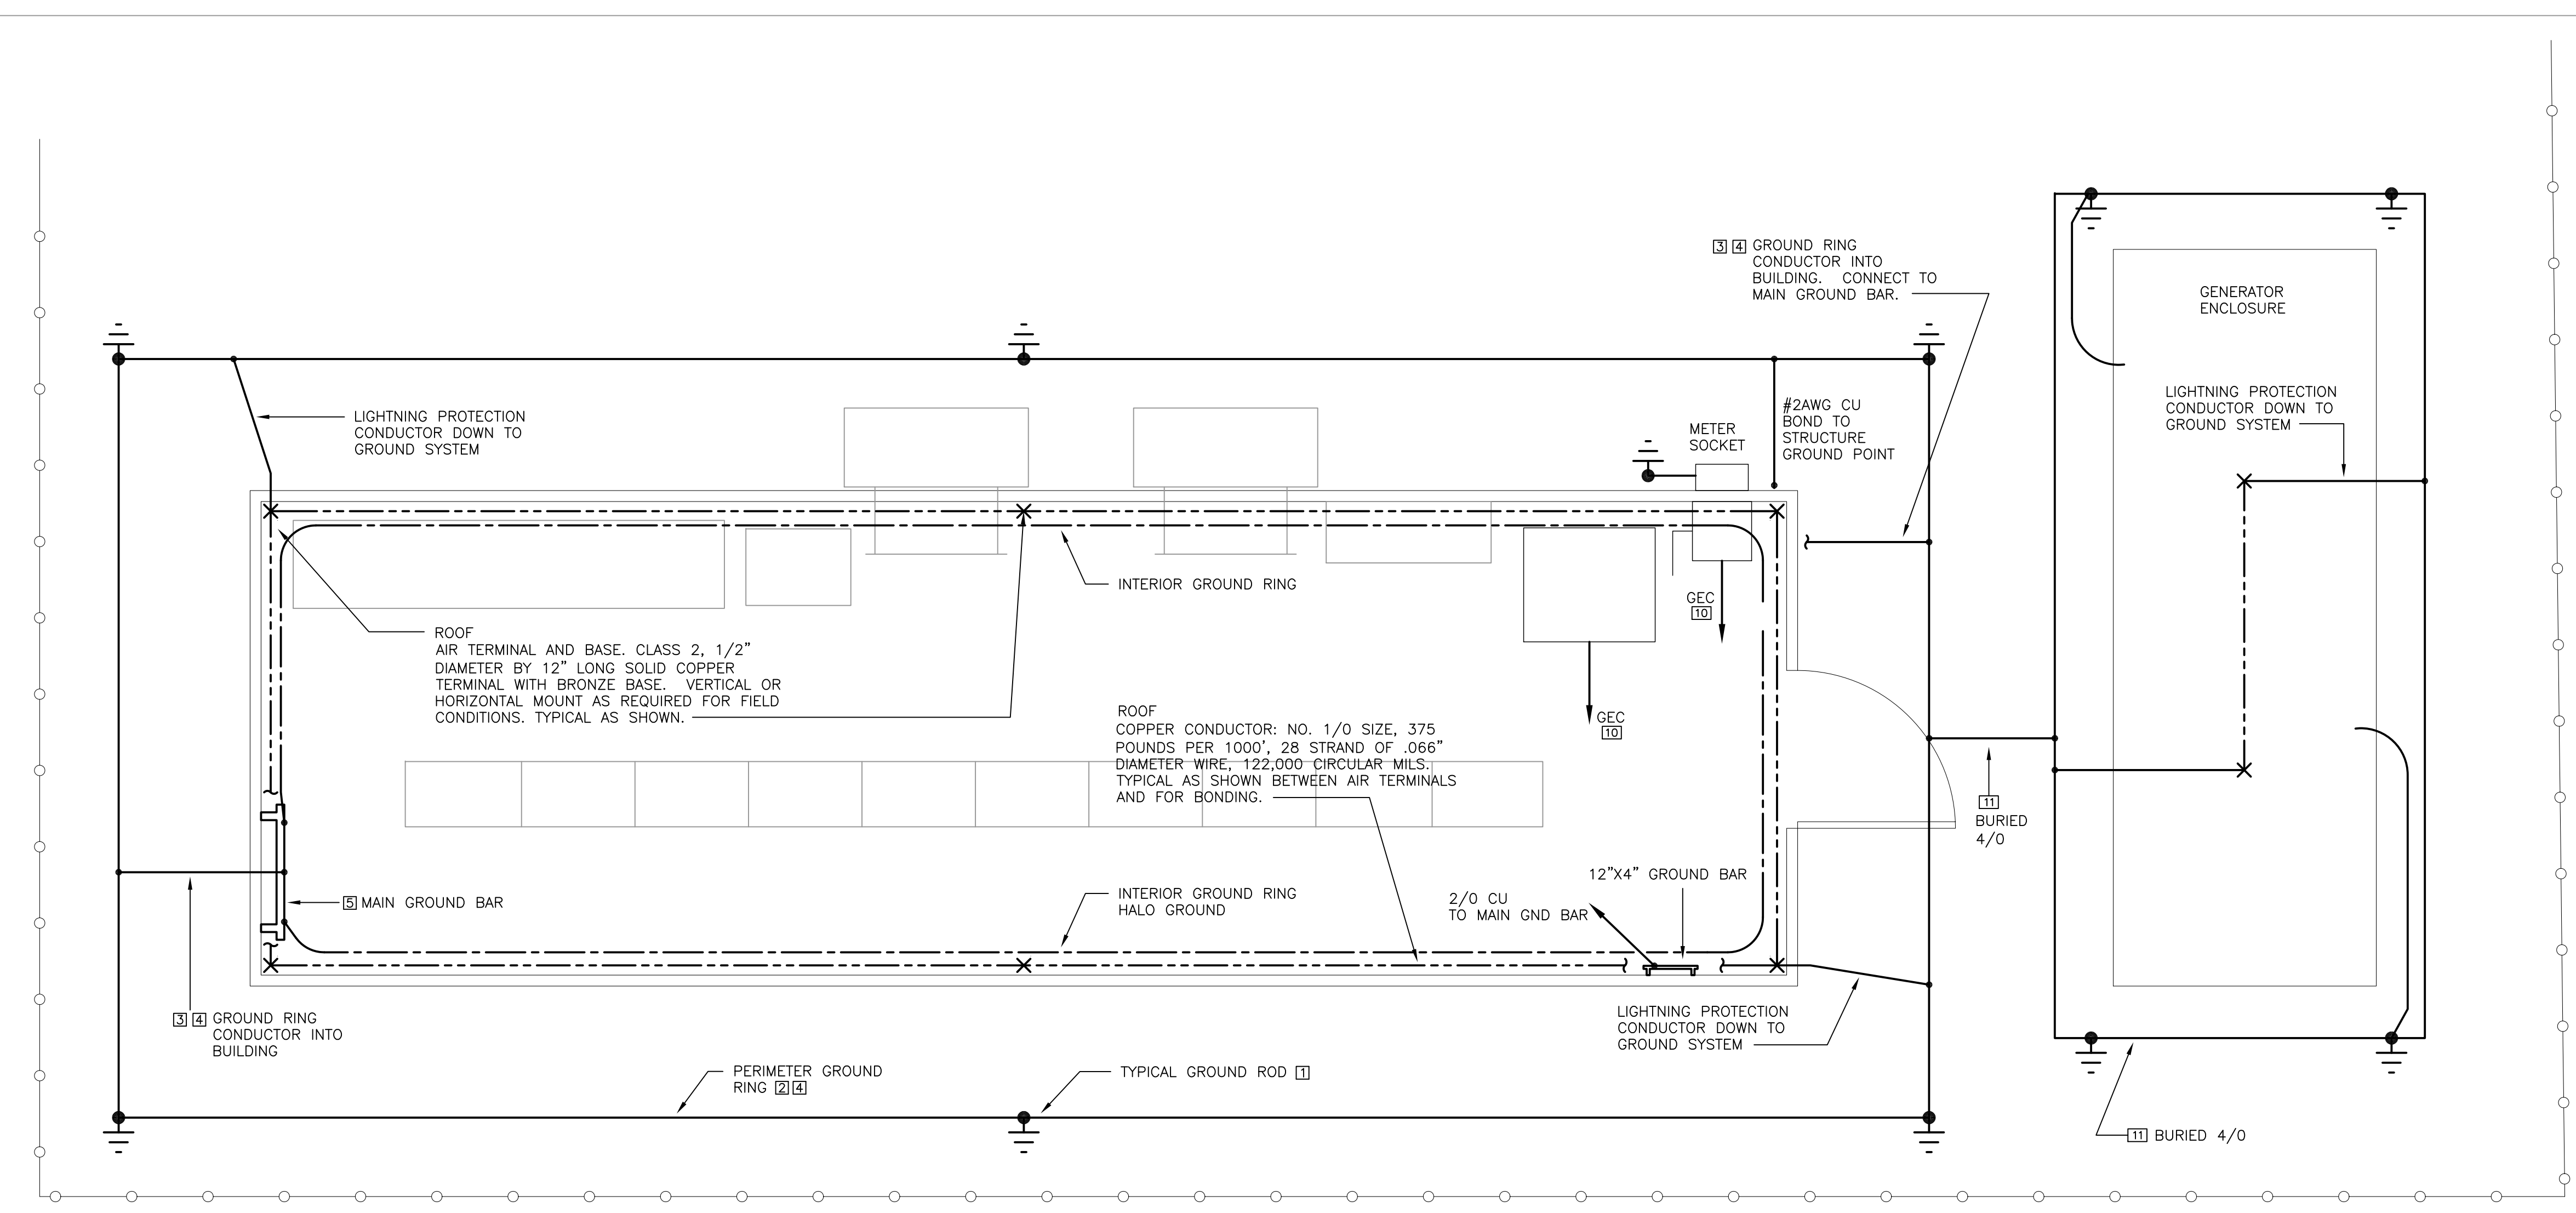 3 4 GROUND RING
CONDUCTOR INTO
BUILDING. CONNECT TO
MAIN GROUND BAR.
GENERATOR
ENCLOSURE
LIGHTNING PROTECTION
CONDUCTOR DOWN TO
GROUND SYSTEM
LIGHTNING PROTECTION
CONDUCTOR DOWN TO
GROUND SYSTEM
METER
SOCKET
#2AWG CU
BOND TO
STRUCTURE
GROUND POINT
INTERIOR GROUND RING
GEC
10
ROOF
AIR TERMINAL AND BASE. CLASS 2, 1/2"
DIAMETER BY 12" LONG SOLID COPPER
TERMINAL WITH BRONZE BASE. VERTICAL OR
HORIZONTAL MOUNT AS REQUIRED FOR FIELD
CONDITIONS. TYPICAL AS SHOWN.
GEC
10
ROOF
COPPER CONDUCTOR: NO. 1/0 SIZE, 375
POUNDS PER 1000', 28 STRAND OF .066"
DIAMETER WIRE, 122,000 CIRCULAR MILS.
TYPICAL AS SHOWN BETWEEN AIR TERMINALS
AND FOR BONDING.
11
BURIED
4/0
5 MAIN GROUND BAR
INTERIOR GROUND RING
HALO GROUND
12"X4" GROUND BAR
2/0 CU
TO MAIN GND BAR
3 4 GROUND RING
CONDUCTOR INTO
BUILDING
LIGHTNING PROTECTION
CONDUCTOR DOWN TO
GROUND SYSTEM
PERIMETER GROUND
RING 2 4
TYPICAL GROUND ROD 1
11 BURIED 4/0